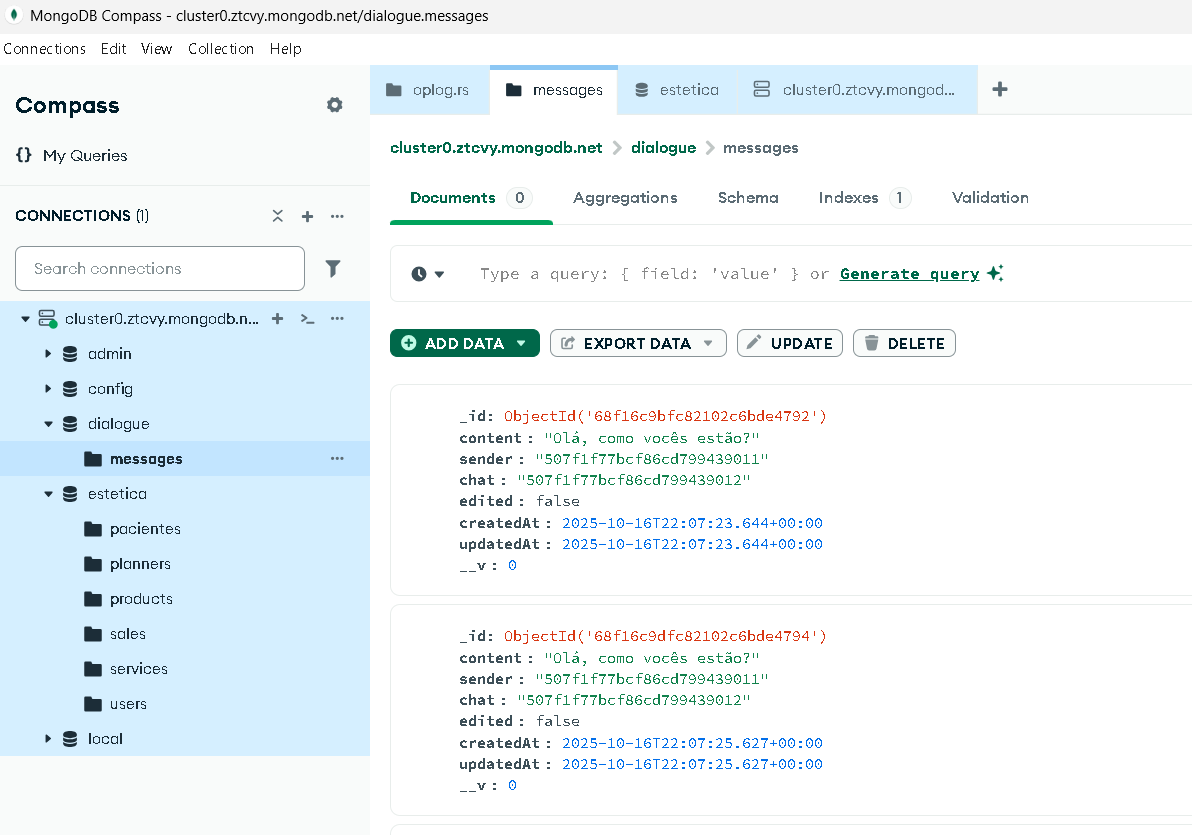 MongoDB Compass - cluster0.ztcvy.mongodb.net/dialogue.messages
Connections Edit View Collection Help
Compass
{} My Queries
CONNECTIONS (1)
Search connections
cluster0.ztcvy.mongodb.n...
admin
config
dialogue
messages
estetica
pacientes
planners
products
sales
services
users
local
oplog.rs messages estetica cluster0.ztcvy.mongod...
cluster0.ztcvy.mongodb.net > dialogue > messages
Documents 0 Aggregations Schema Indexes 1 Validation
Type a query: { field: 'value' } or Generate query
ADD DATA EXPORT DATA UPDATE DELETE
_id: ObjectId('68f16c9bfc82102c6bde4792')
content : "Olá, como vocês estão?"
sender : "507f1f77bcf86cd799439011"
chat : "507f1f77bcf86cd799439012"
edited : false
createdAt : 2025-10-16T22:07:23.644+00:00
updatedAt : 2025-10-16T22:07:23.644+00:00
__v : 0
_id: ObjectId('68f16c9dfc82102c6bde4794')
content : "Olá, como vocês estão?"
sender : "507f1f77bcf86cd799439011"
chat : "507f1f77bcf86cd799439012"
edited : false
createdAt : 2025-10-16T22:07:25.627+00:00
updatedAt : 2025-10-16T22:07:25.627+00:00
__v : 0